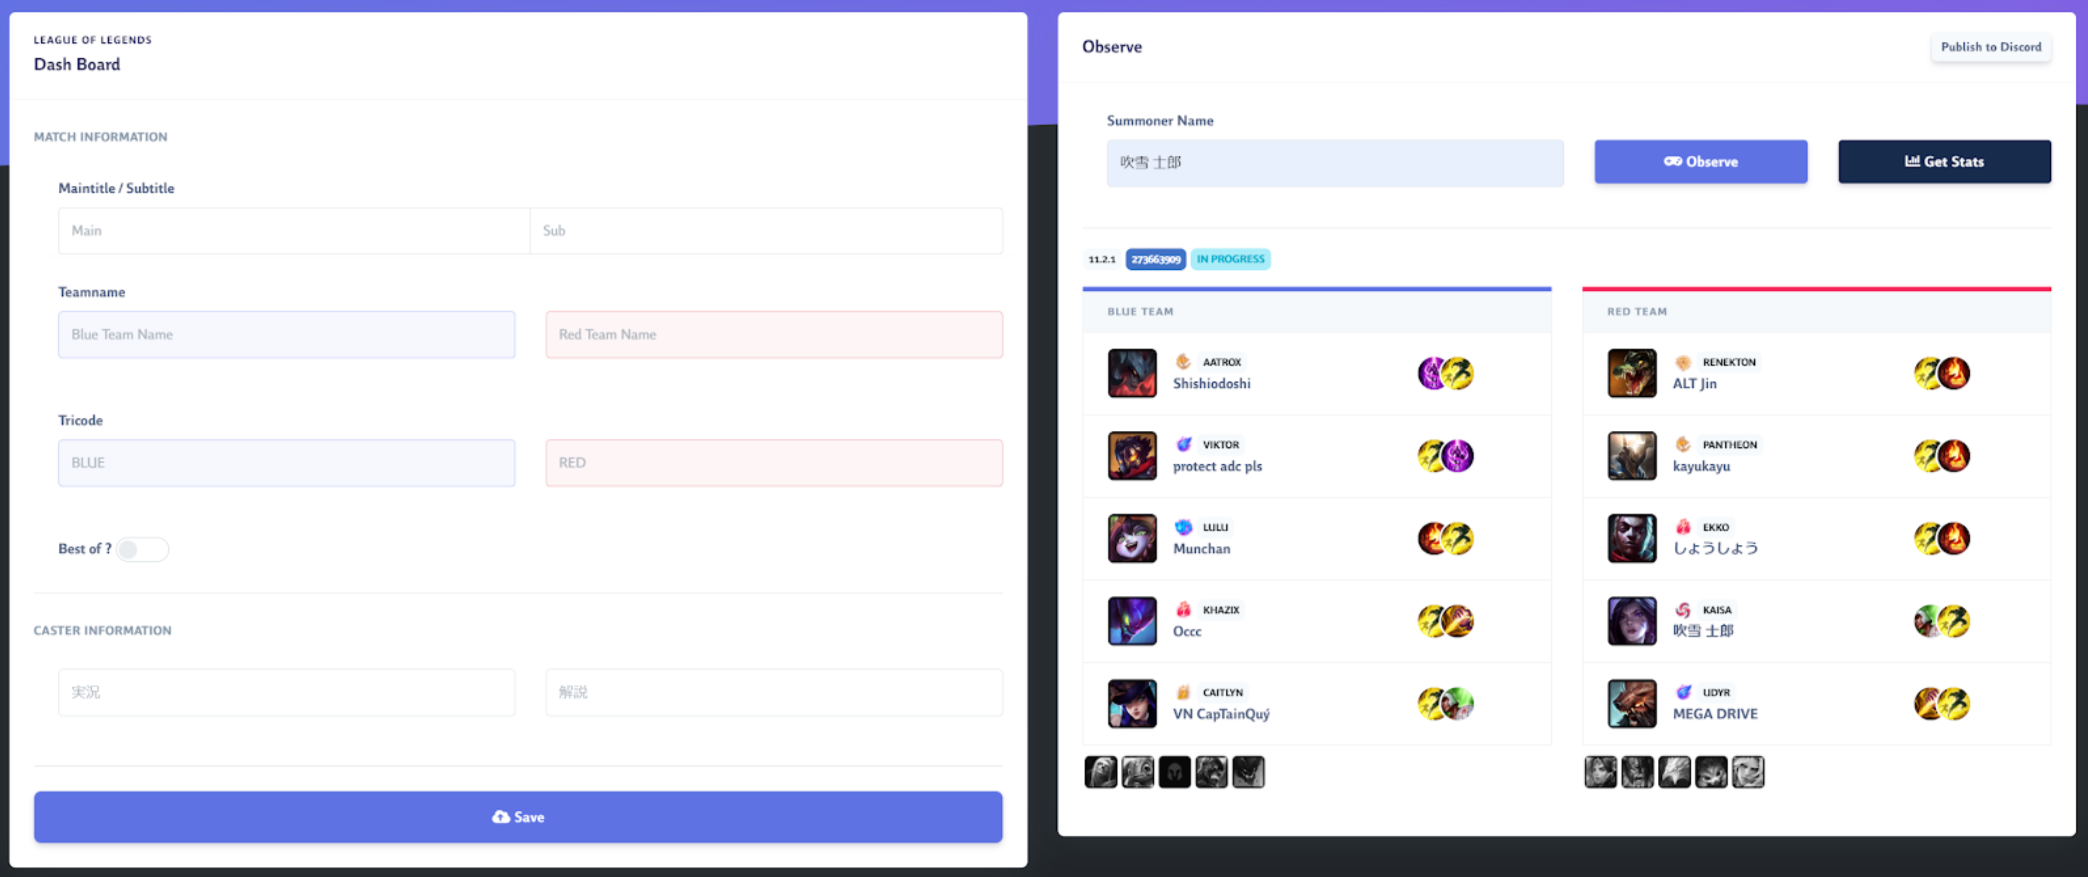 LEAGUE OF LEGENDS
Dash Board
MATCH INFORMATION
Maintitle / Subtitle
Main
Sub
Teamname
Blue Team Name
Red Team Name
Tricode
BLUE
RED
Best of ?
CASTER INFORMATION
実況
解説
Save
Observe
Publish to Discord
Summoner Name
吹雪 士郎
Observe
Get Stats
11.2.1
273663909
IN PROGRESS
BLUE TEAM
AATROX
Shishiodoshi
VIKTOR
protect adc pls
LULU
Munchan
KHAZIX
Occc
CAITLYN
VN CapTainQuý
RED TEAM
RENEKTON
ALT Jin
PANTHEON
kayukayu
EKKO
しょうしょう
KAISA
吹雪 士郎
UDYR
MEGA DRIVE